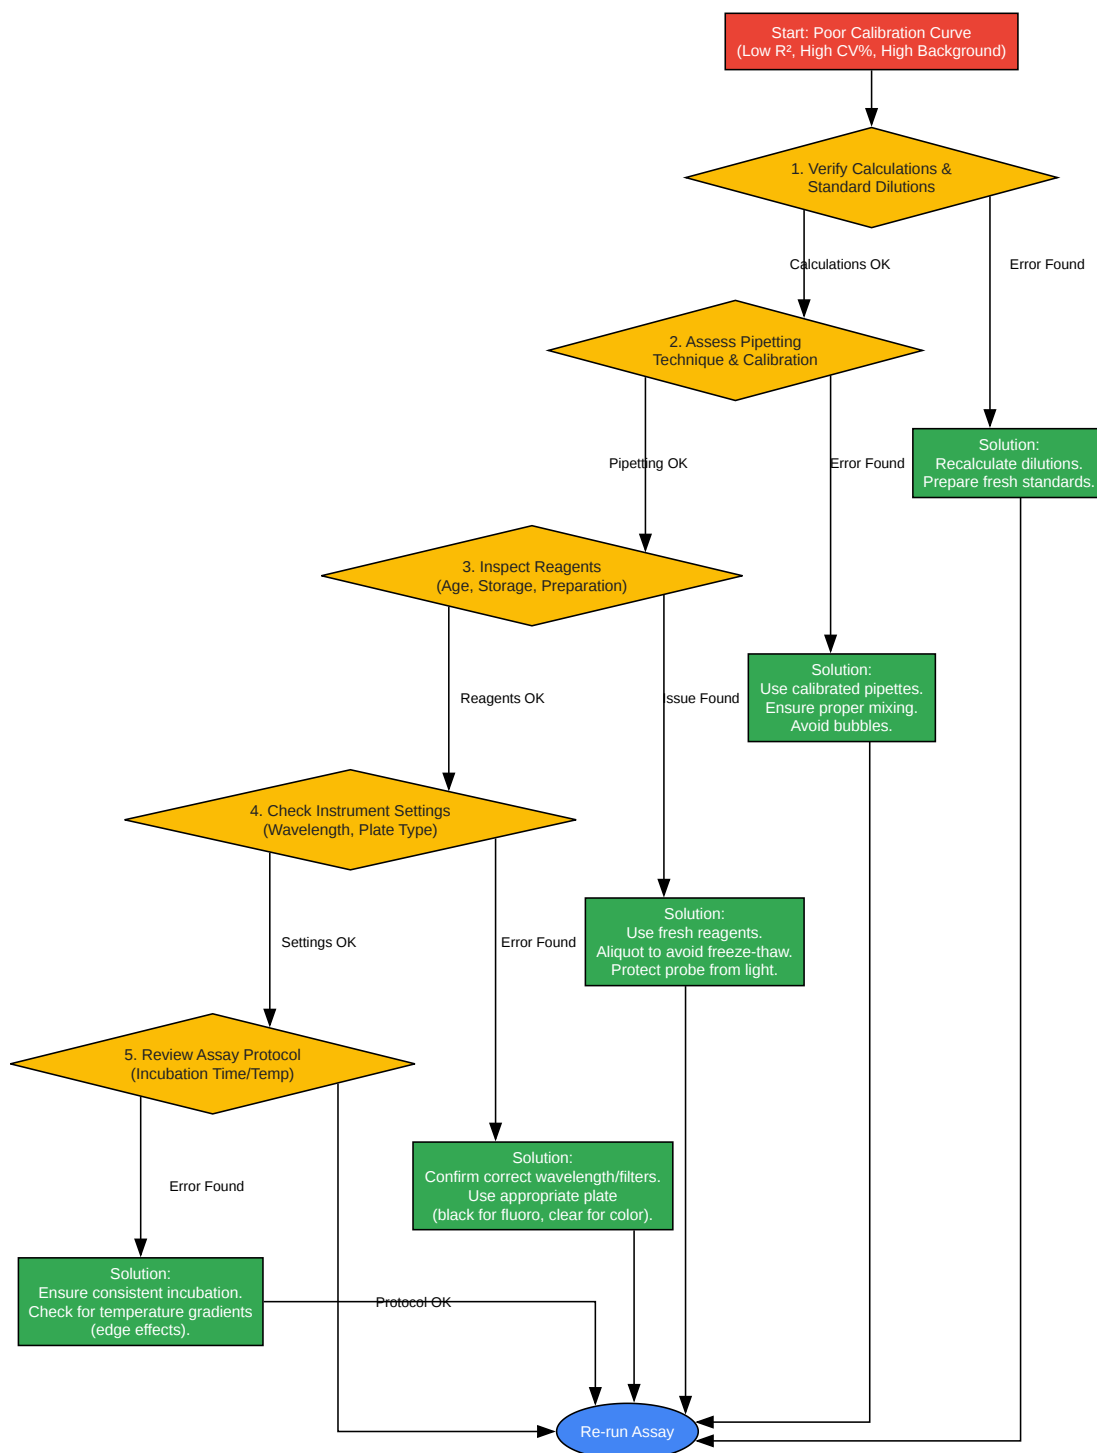 Start: Poor Calibration Curve
(Low R², High CV%, High Background)
1. Verify Calculations &
Standard Dilutions
Calculations OK
Error Found
2. Assess Pipetting
Technique & Calibration
Solution:
Recalculate dilutions.
Prepare fresh standards.
Pipetting OK
Error Found
3. Inspect Reagents
(Age, Storage, Preparation)
Solution:
Use calibrated pipettes.
Ensure proper mixing.
Avoid bubbles.
Reagents OK
Issue Found
4. Check Instrument Settings
(Wavelength, Plate Type)
Solution:
Use fresh reagents.
Aliquot to avoid freeze-thaw.
Protect probe from light.
Settings OK
Error Found
5. Review Assay Protocol
(Incubation Time/Temp)
Solution:
Confirm correct wavelength/filters.
Use appropriate plate
(black for fluoro, clear for color).
Error Found
Solution:
Ensure consistent incubation.
Check for temperature gradients
(edge effects).
Protocol OK
Re-run Assay